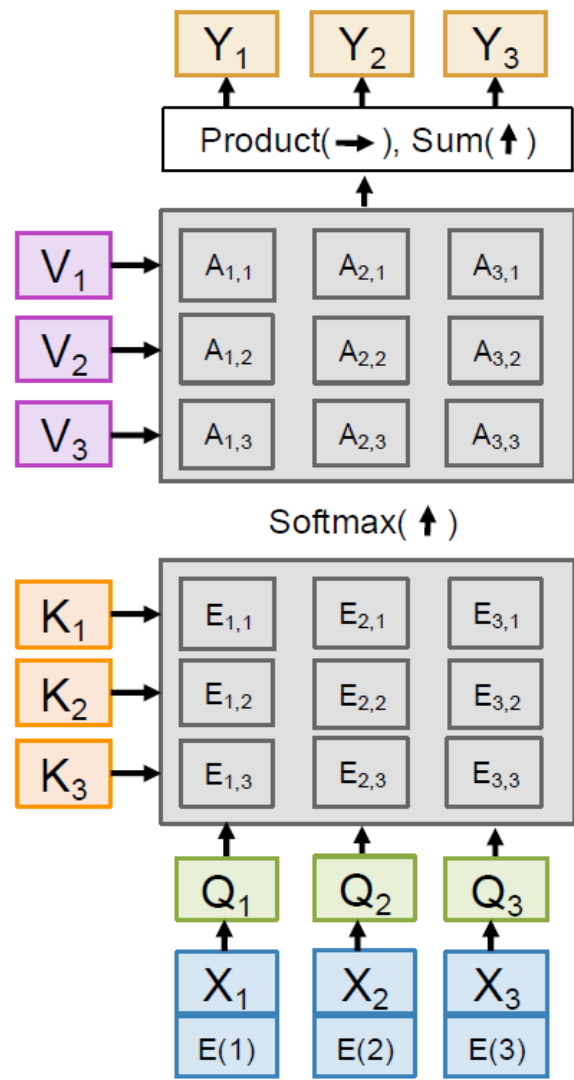 Y₁ Y₂ Y₃
Product(→), Sum(↑)
V₁ A₁,₁ A₂,₁ A₃,₁
V₂ A₁,₂ A₂,₂ A₃,₂
V₃ A₁,₃ A₂,₃ A₃,₃
Softmax(↑)
K₁ E₁,₁ E₂,₁ E₃,₁
K₂ E₁,₂ E₂,₂ E₃,₂
K₃ E₁,₃ E₂,₃ E₃,₃
Q₁ Q₂ Q₃
X₁ X₂ X₃
E(1) E(2) E(3)